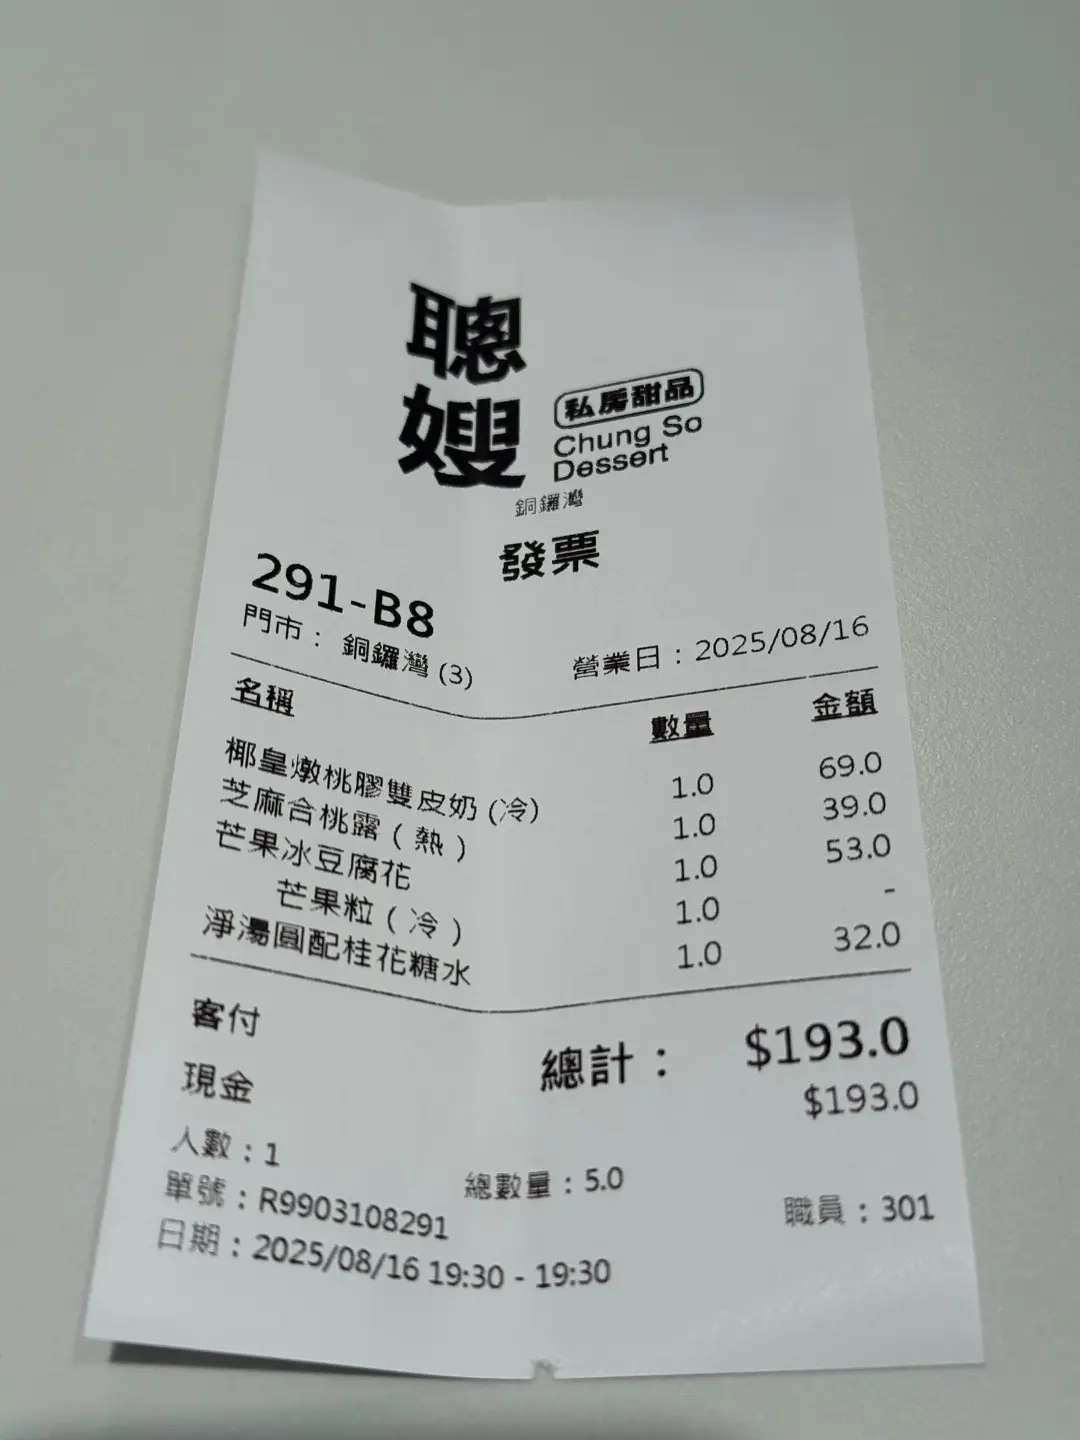 聰嫂
私房甜品
Chung So
Dessert
銅鑼灣
發票
291-B8
門市： 銅鑼灣 (3)
營業日：2025/08/16
名稱 數量 金額
椰皇燉桃膠雙皮奶 (冷) 1.0 69.0
芝麻合桃露 ( 熱 ) 1.0 39.0
芒果冰豆腐花 1.0 53.0
芒果粒 ( 冷 ) 1.0 -
淨湯圓配桂花糖水 1.0 32.0
總計： $193.0
客付
現金 $193.0
人數：1 總數量：5.0
單號：R9903108291 職員：301
日期：2025/08/16 19:30 - 19:30